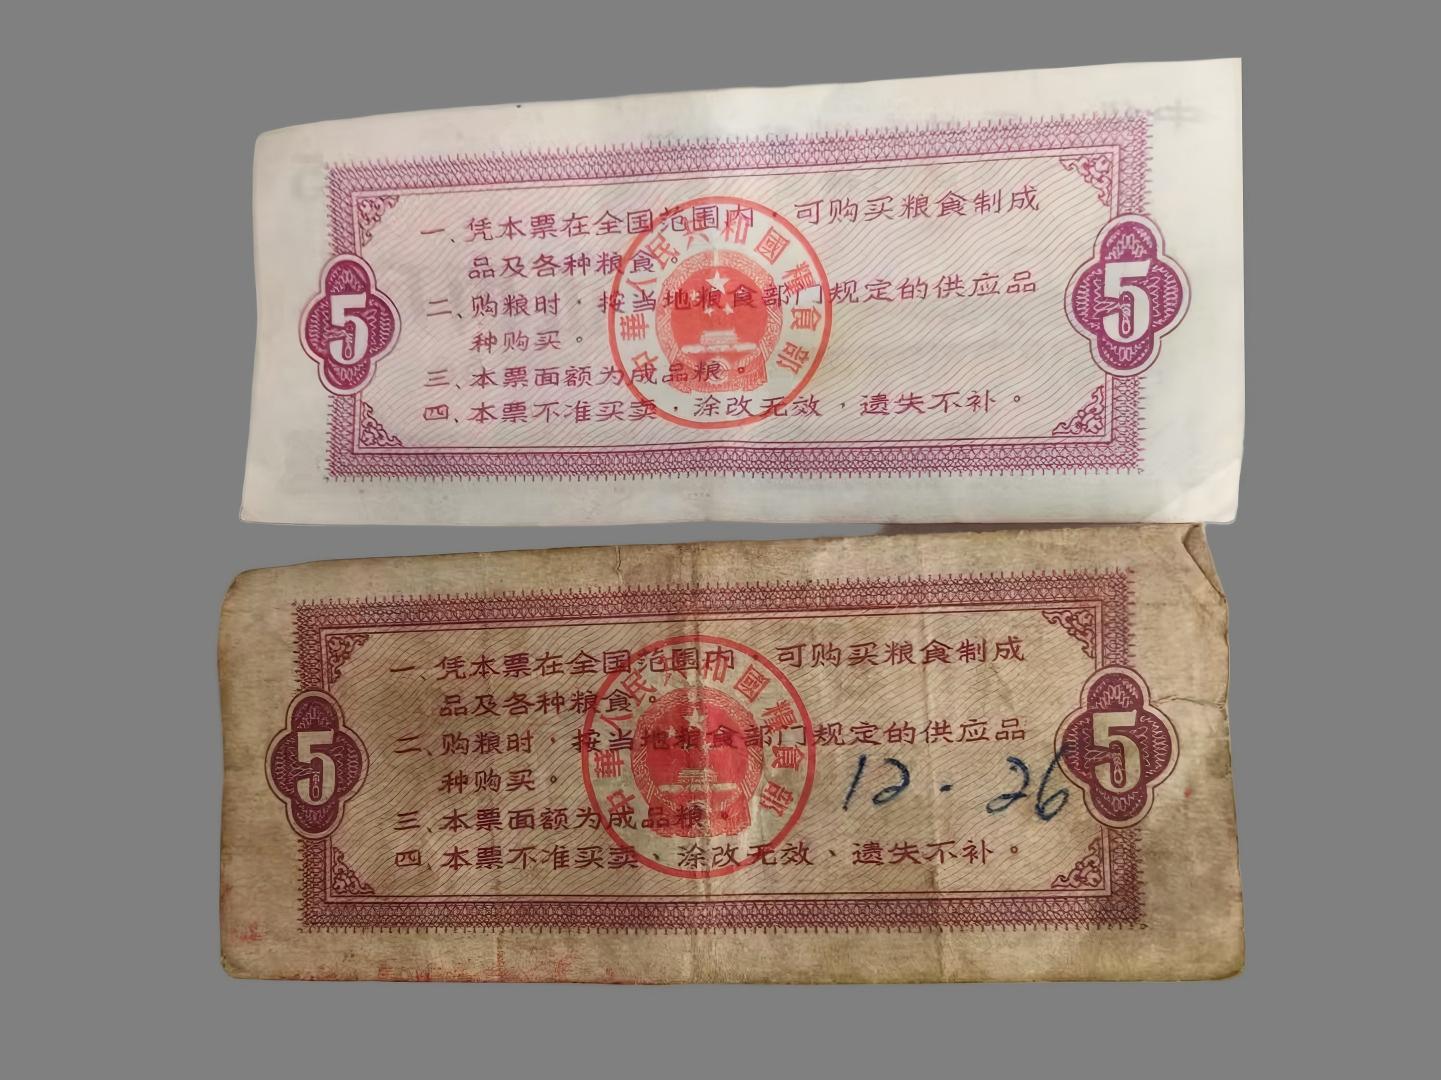 一、凭本票在全国范围内，可购买粮食制成
品及各种粮食。
二、购粮时，按当地粮食部门规定的供应品
种购买。
三、本票面额为成品粮。
四、本票不准买卖，涂改无效，遗失不补。
5
5
中華人民共和國糧食部
一、凭本票在全国范围内，可购买粮食制成
品及各种粮食。
二、购粮时，按当地粮食部门规定的供应品
种购买。
三、本票面额为成品粮。
四、本票不准买卖、涂改无效、遗失不补。
5
5
中華人民共和國糧食部
12.26